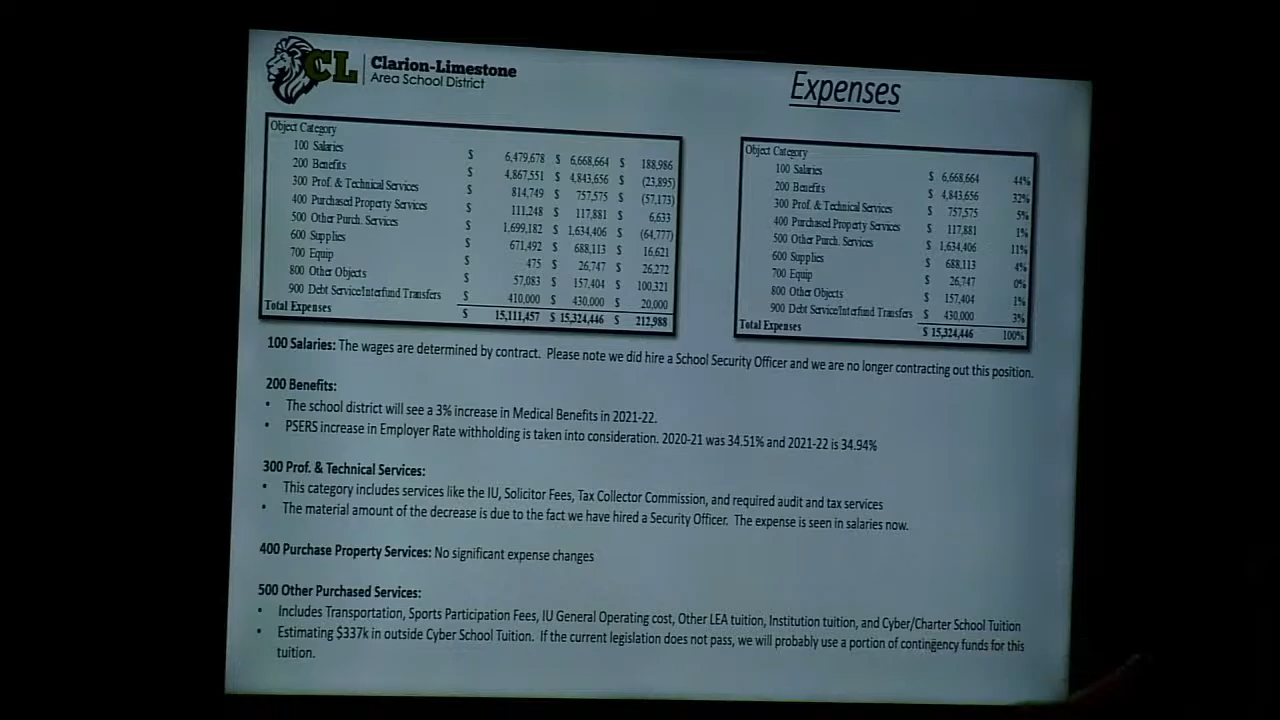 CL Clarion-Limestone
Area School District
Expenses
Object Category
100 Salaries $ 6,479,678 $ 6,668,664 $ 188,986
200 Benefits $ 4,867,551 $ 4,843,656 $ (23,895)
300 Prof. & Technical Services $ 814,749 $ 757,575 $ (57,173)
400 Purchased Property Services $ 111,248 $ 117,881 $ 6,633
500 Other Purch. Services $ 1,699,182 $ 1,634,406 $ (64,777)
600 Supplies $ 671,492 $ 688,113 $ 16,621
700 Equip $ 475 $ 26,747 $ 26,272
800 Other Objects $ 57,083 $ 157,404 $ 100,321
900 Debt Service Interfund Transfers $ 410,000 $ 430,000 $ 20,000
Total Expenses $ 15,111,457 $ 15,324,446 $ 212,988
Object Category
100 Salaries $ 6,668,664 44%
200 Benefits $ 4,843,656 32%
300 Prof. & Technical Services $ 757,575 5%
400 Purchased Property Services $ 117,881 1%
500 Other Purch. Services $ 1,634,406 11%
600 Supplies $ 688,113 4%
700 Equip $ 26,747 0%
800 Other Objects $ 157,404 1%
900 Debt Service Interfund Transfers $ 430,000 3%
Total Expenses $ 15,324,446 100%
100 Salaries: The wages are determined by contract. Please note we did hire a School Security Officer and we are no longer contracting out this position.
200 Benefits:
• The school district will see a 3% increase in Medical Benefits in 2021-22.
• PSERS increase in Employer Rate withholding is taken into consideration. 2020-21 was 34.51% and 2021-22 is 34.94%
300 Prof. & Technical Services:
• This category includes services like the IU, Solicitor Fees, Tax Collector Commission, and required audit and tax services
• The material amount of the decrease is due to the fact we have hired a Security Officer. The expense is seen in salaries now.
400 Purchase Property Services: No significant expense changes
500 Other Purchased Services:
• Includes Transportation, Sports Participation Fees, IU General Operating cost, Other LEA tuition, Institution tuition, and Cyber/Charter School Tuition
• Estimating $337k in outside Cyber School Tuition. If the current legislation does not pass, we will probably use a portion of contingency funds for this
tuition.